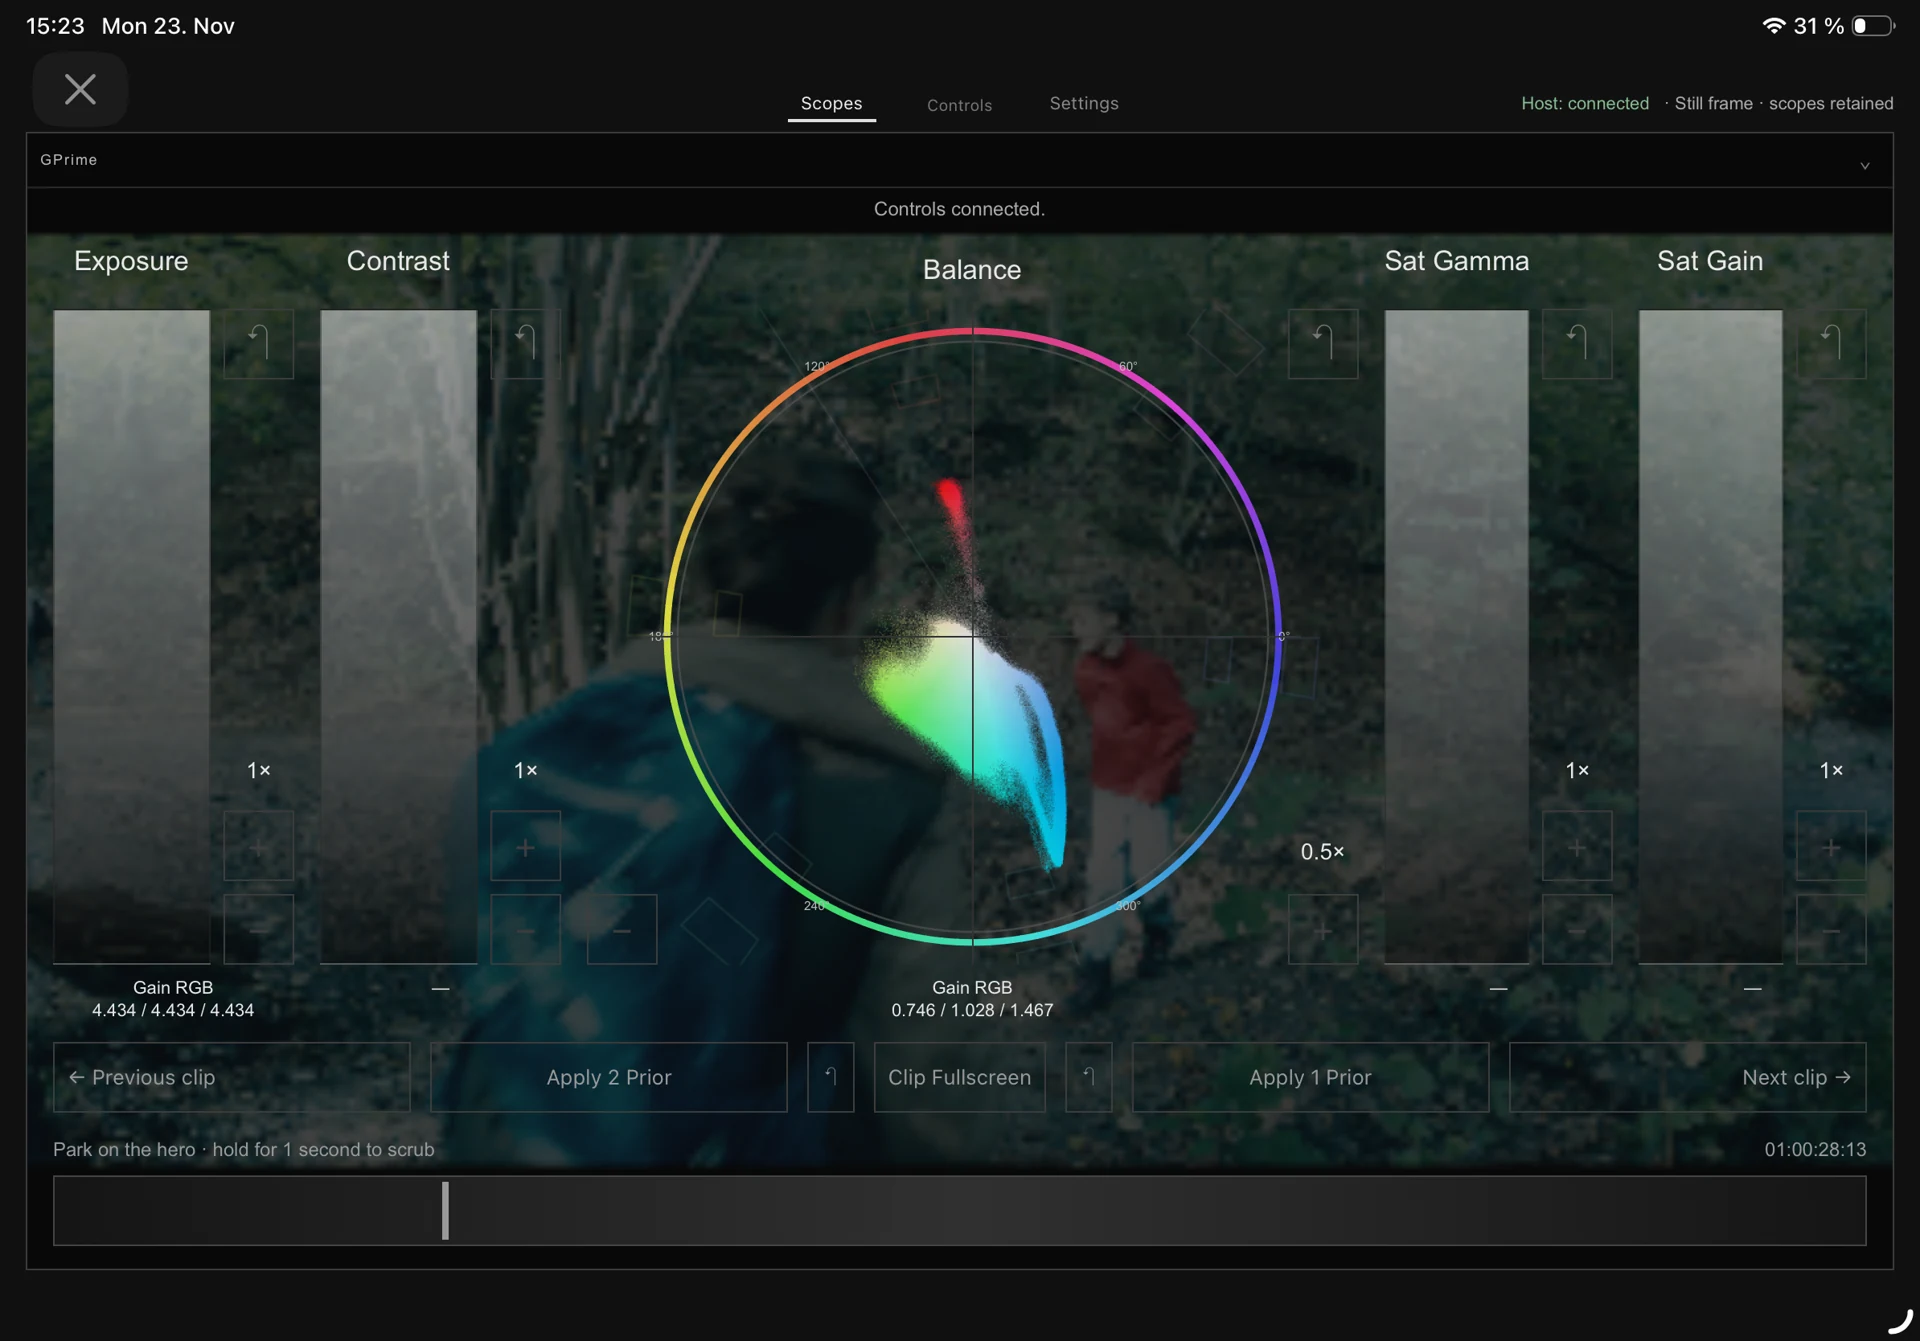 15:23 Mon 23. Nov
31 %
Scopes
Controls
Settings
Host: connected · Still frame · scopes retained
GPrime
Controls connected.
Exposure
Contrast
Balance
Sat Gamma
Sat Gain
120°
60°
180°
0°
240°
300°
1×
1×
0.5×
1×
1×
Gain RGB
4.434 / 4.434 / 4.434
—
Gain RGB
0.746 / 1.028 / 1.467
—
—
← Previous clip
Apply 2 Prior
Clip Fullscreen
Apply 1 Prior
Next clip →
Park on the hero · hold for 1 second to scrub
01:00:28:13